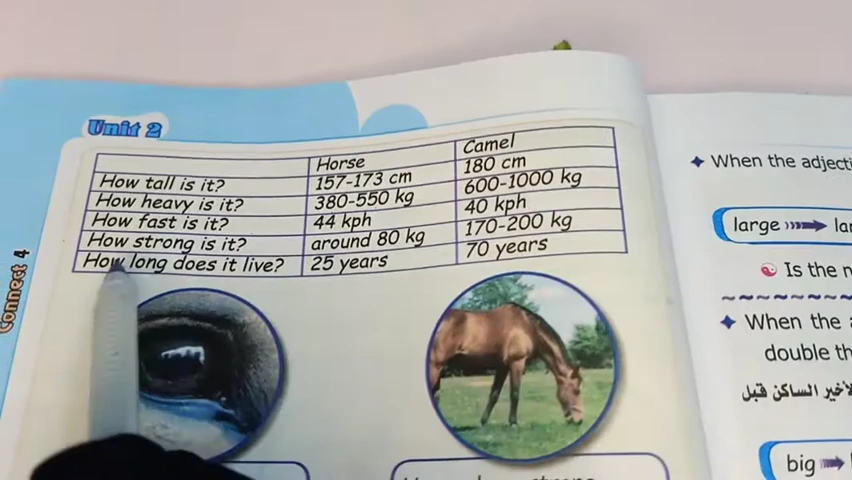 Unit 2
Horse Camel
How tall is it? 157-173 cm 180 cm
How heavy is it? 380-550 kg 600-1000 kg
How fast is it? 44 kph 40 kph
How strong is it? around 80 kg 170-200 kg
How long does it live? 25 years 70 years
Connect 4
When the adjecti
large
Is the n
When the a
double th
الأخير الساكن قبل
big